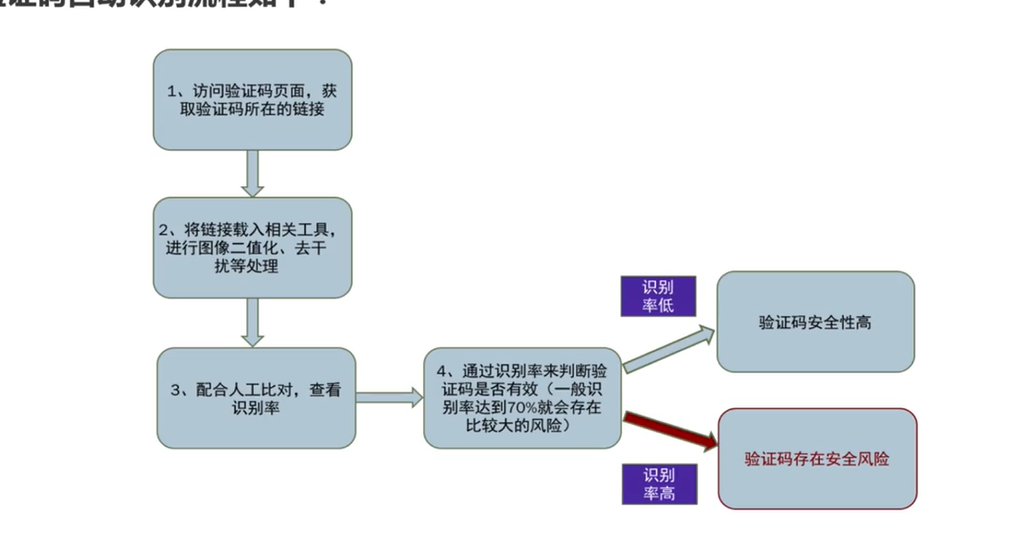 验证码自动识别流程如下：
1、访问验证码页面，获
取验证码所在的链接
2、将链接载入相关工具，
进行图像二值化、去干
扰等处理
3、配合人工比对，查看
识别率
4、通过识别率来判断验
证码是否有效（一般识
别率达到70%就会存在
比较大的风险）
识别
率低
验证码安全性高
识别
率高
验证码存在安全风险